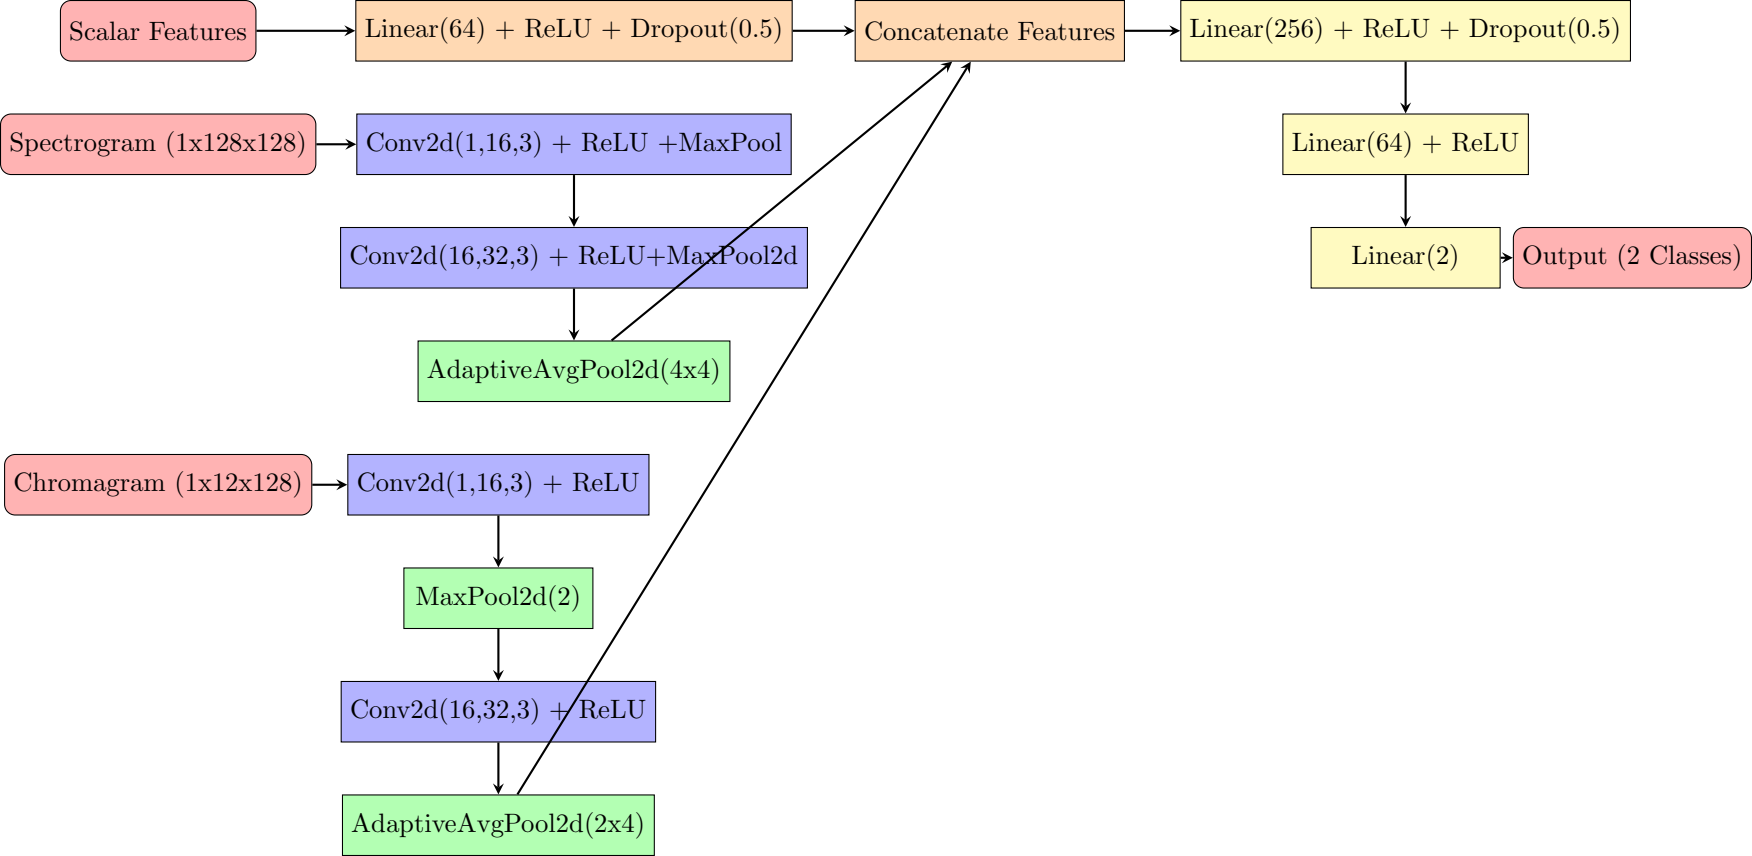 Scalar Features
Linear(64) + ReLU + Dropout(0.5)
Concatenate Features
Linear(256) + ReLU + Dropout(0.5)
Spectrogram (1x128x128)
Conv2d(1,16,3) + ReLU +MaxPool
Linear(64) + ReLU
Conv2d(16,32,3) + ReLU+MaxPool2d
Linear(2)
Output (2 Classes)
AdaptiveAvgPool2d(4x4)
Chromagram (1x12x128)
Conv2d(1,16,3) + ReLU
MaxPool2d(2)
Conv2d(16,32,3) + ReLU
AdaptiveAvgPool2d(2x4)